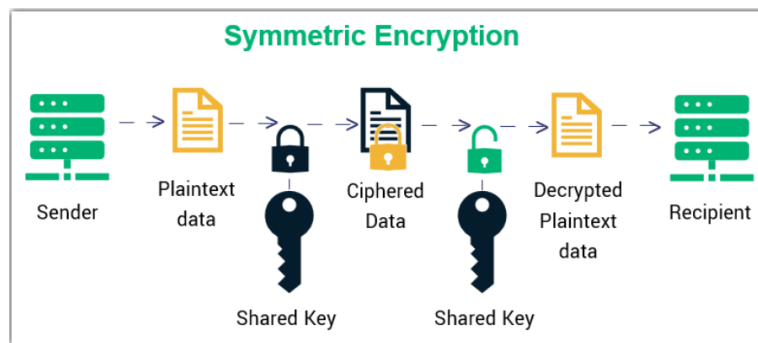 Symmetric Encryption
Sender
Plaintext
data
Shared Key
Ciphered
Data
Shared Key
Decrypted
Plaintext
data
Recipient